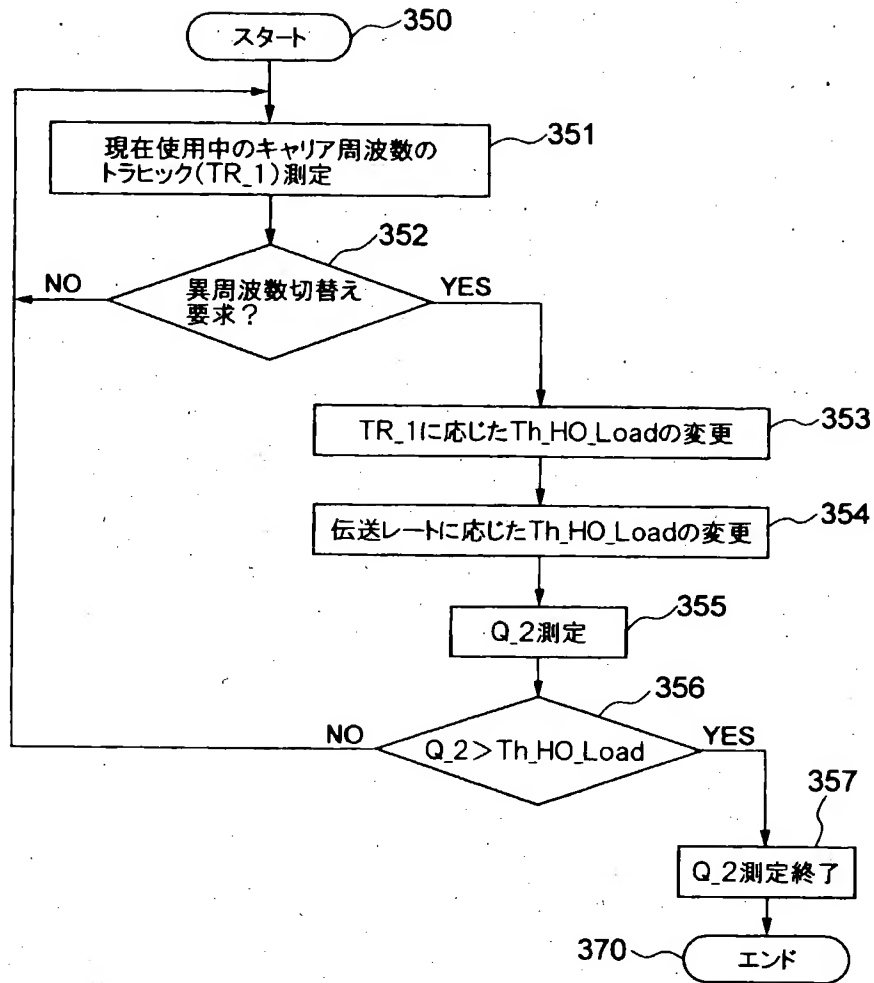 スタート
350
現在使用中のキャリア周波数の
トラヒック(TR_1)測定
351
352
NO
異周波数切替え
要求?
YES
TR_1に応じたTh_HO_Loadの変更
353
伝送レートに応じたTh_HO_Loadの変更
354
Q_2測定
355
356
NO
Q_2>Th_HO_Load
YES
357
Q_2測定終了
370
エンド